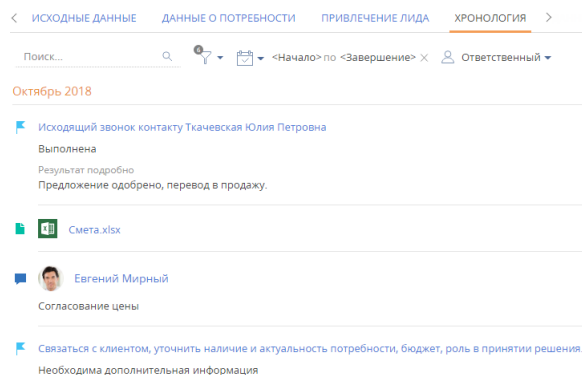 ИСХОДНЫЕ ДАННЫЕ ДАННЫЕ О ПОТРЕБНОСТИ ПРИВЛЕЧЕНИЕ ЛИДА ХРОНОЛОГИЯ
Поиск... 6 <Начало> по <Завершение> Ответственный
Октябрь 2018
Исходящий звонок контакту Ткачевская Юлия Петровна
Выполнена
Результат подробно
Предложение одобрено, перевод в продажу.
Смета.xlsx
Евгений Мирный
Согласование цены
Связаться с клиентом, уточнить наличие и актуальность потребности, бюджет, роль в принятии решения.
Необходима дополнительная информация